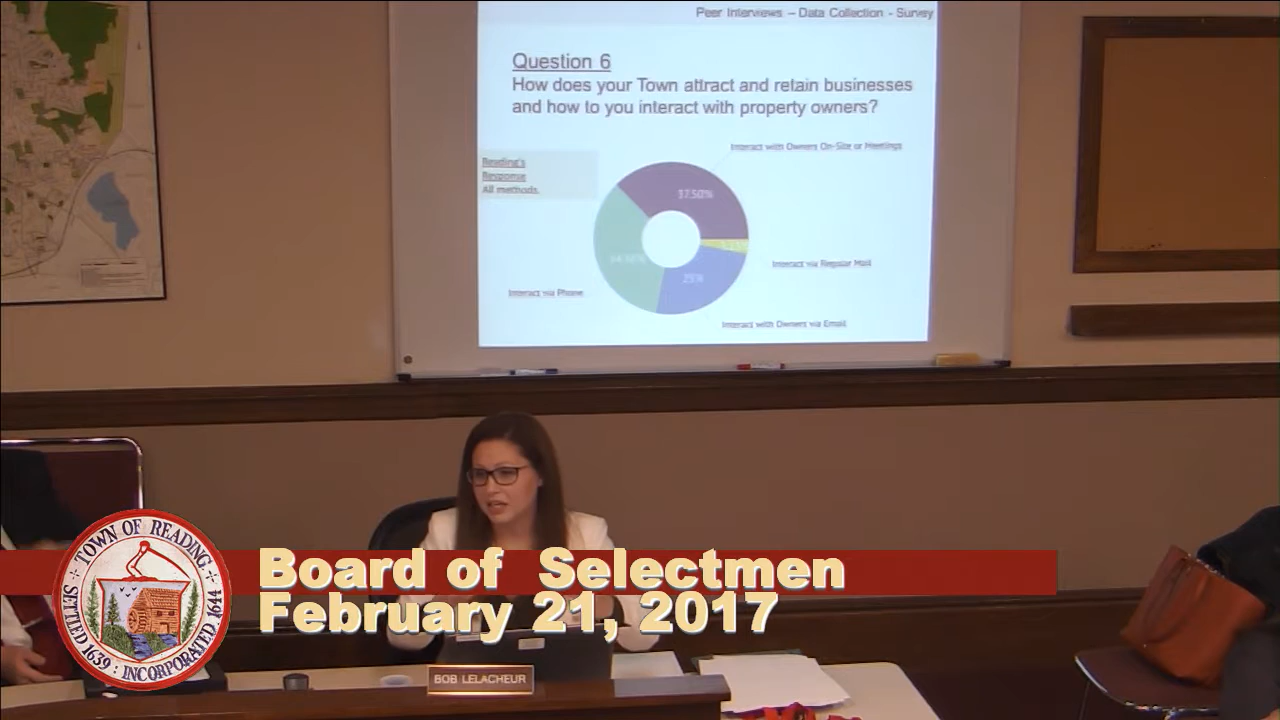 Peer Interviews – Data Collection - Survey
Question 6
How does your Town attract and retain businesses
and how to you interact with property owners?
Interact with Owners On-Site or Meetings
Reading's
Response
All methods.
37.50%
25%
Interact via Regular Mail
Interact via Phone
Interact with Owners via Email
TOWN OF READING
SETTLED 1639 : INCORPORATED 1644
Board of Selectmen
February 21, 2017
BOB LELACHEUR